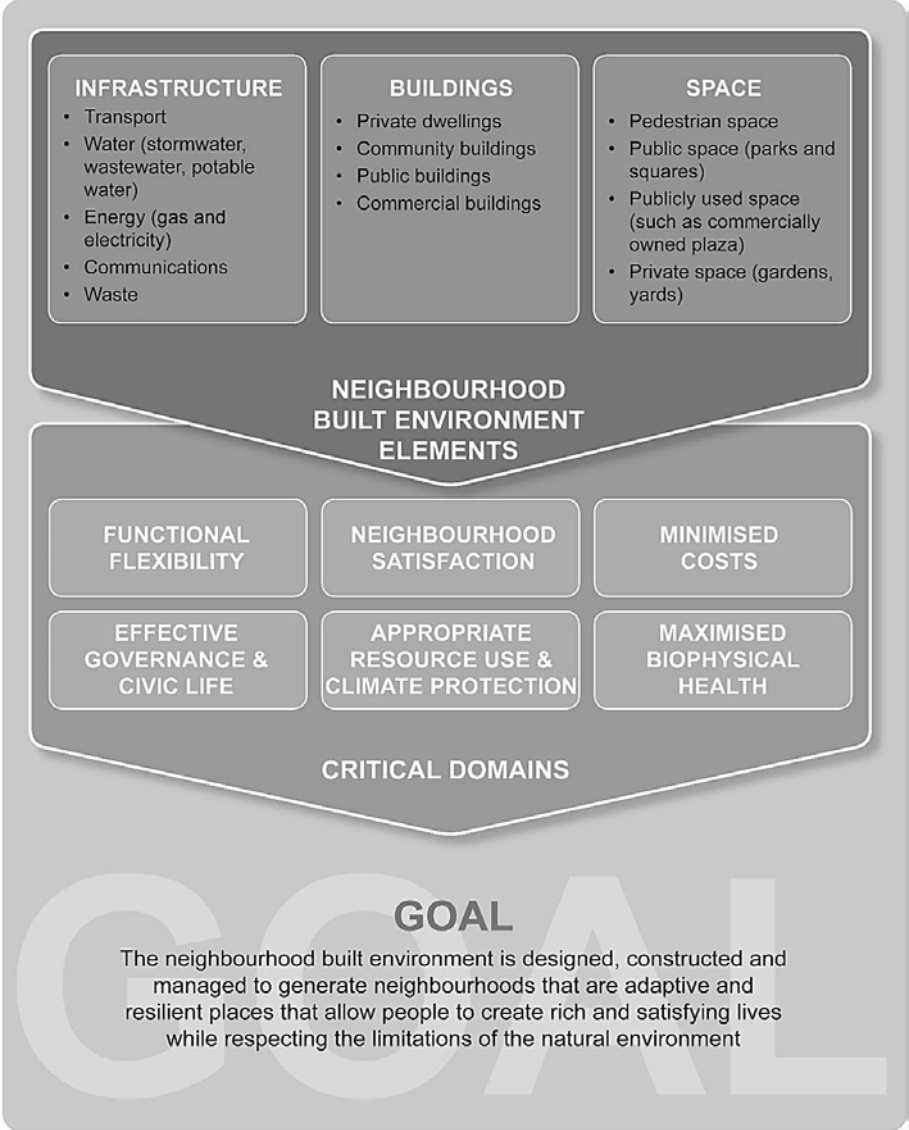 INFRASTRUCTURE
• Transport
• Water (stormwater,
wastewater, potable
water)
• Energy (gas and
electricity)
• Communications
• Waste
BUILDINGS
• Private dwellings
• Community buildings
• Public buildings
• Commercial buildings
SPACE
• Pedestrian space
• Public space (parks and
squares)
• Publicly used space
(such as commercially
owned plaza)
• Private space (gardens,
yards)
NEIGHBOURHOOD
BUILT ENVIRONMENT
ELEMENTS
FUNCTIONAL
FLEXIBILITY
NEIGHBOURHOOD
SATISFACTION
MINIMISED
COSTS
EFFECTIVE
GOVERNANCE &
CIVIC LIFE
APPROPRIATE
RESOURCE USE &
CLIMATE PROTECTION
MAXIMISED
BIOPHYSICAL
HEALTH
CRITICAL DOMAINS
GOAL
GOAL
The neighbourhood built environment is designed, constructed and
managed to generate neighbourhoods that are adaptive and
resilient places that allow people to create rich and satisfying lives
while respecting the limitations of the natural environment